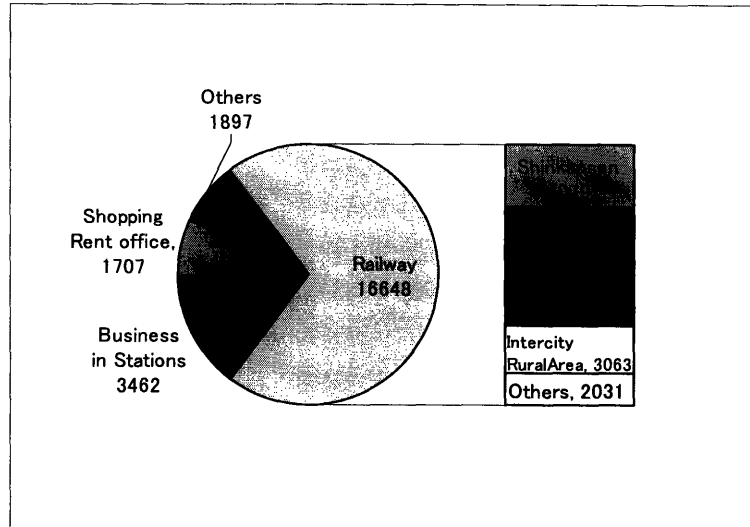 Others
1897
Shopping
Rent office,
1707
Business
in Stations
3462
Railway
16648
Shinkansen
Intercity
RuralArea, 3063
Others, 2031